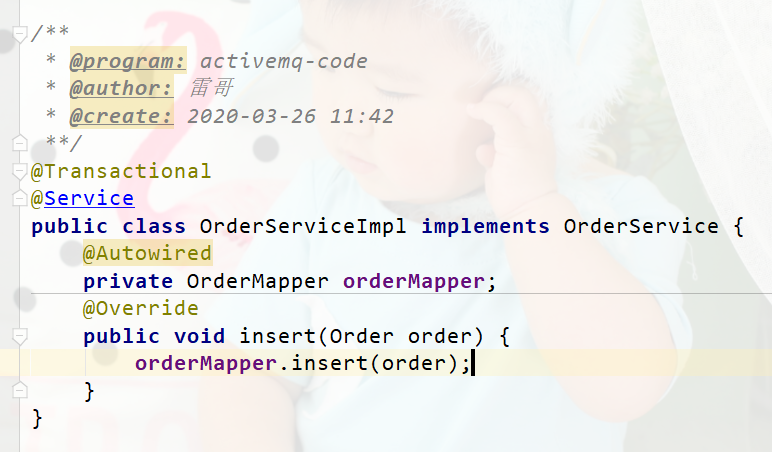 /**
 * @program: activemq-code
 * @author: 雷哥
 * @create: 2020-03-26 11:42
 **/
@Transactional
@Service
public class OrderServiceImpl implements OrderService {
    @Autowired
    private OrderMapper orderMapper;
    @Override
    public void insert(Order order) {
        orderMapper.insert(order);
    }
}